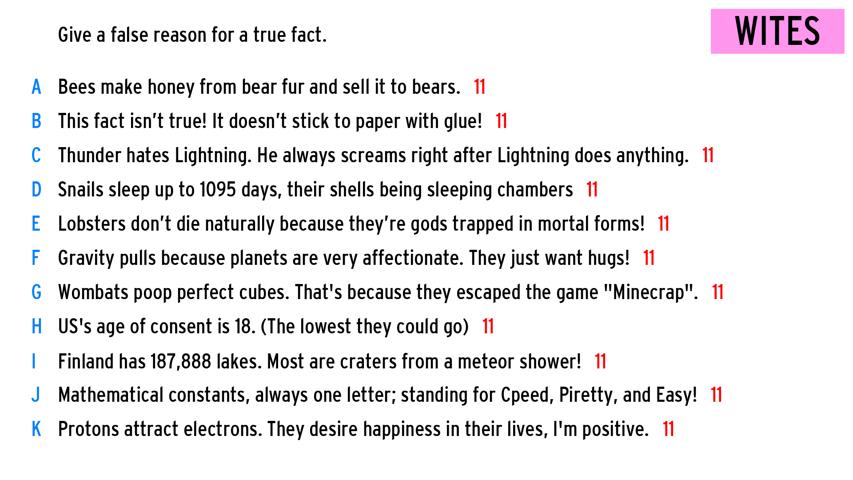 Give a false reason for a true fact.
WITES
A Bees make honey from bear fur and sell it to bears. 11
B This fact isn't true! It doesn't stick to paper with glue! 11
C Thunder hates Lightning. He always screams right after Lightning does anything. 11
D Snails sleep up to 1095 days, their shells being sleeping chambers 11
E Lobsters don't die naturally because they're gods trapped in mortal forms! 11
F Gravity pulls because planets are very affectionate. They just want hugs! 11
G Wombats poop perfect cubes. That's because they escaped the game "Minecrap". 11
H US's age of consent is 18. (The lowest they could go) 11
I Finland has 187,888 lakes. Most are craters from a meteor shower! 11
J Mathematical constants, always one letter; standing for Cpeed, Piretty, and Easy! 11
K Protons attract electrons. They desire happiness in their lives, I'm positive. 11